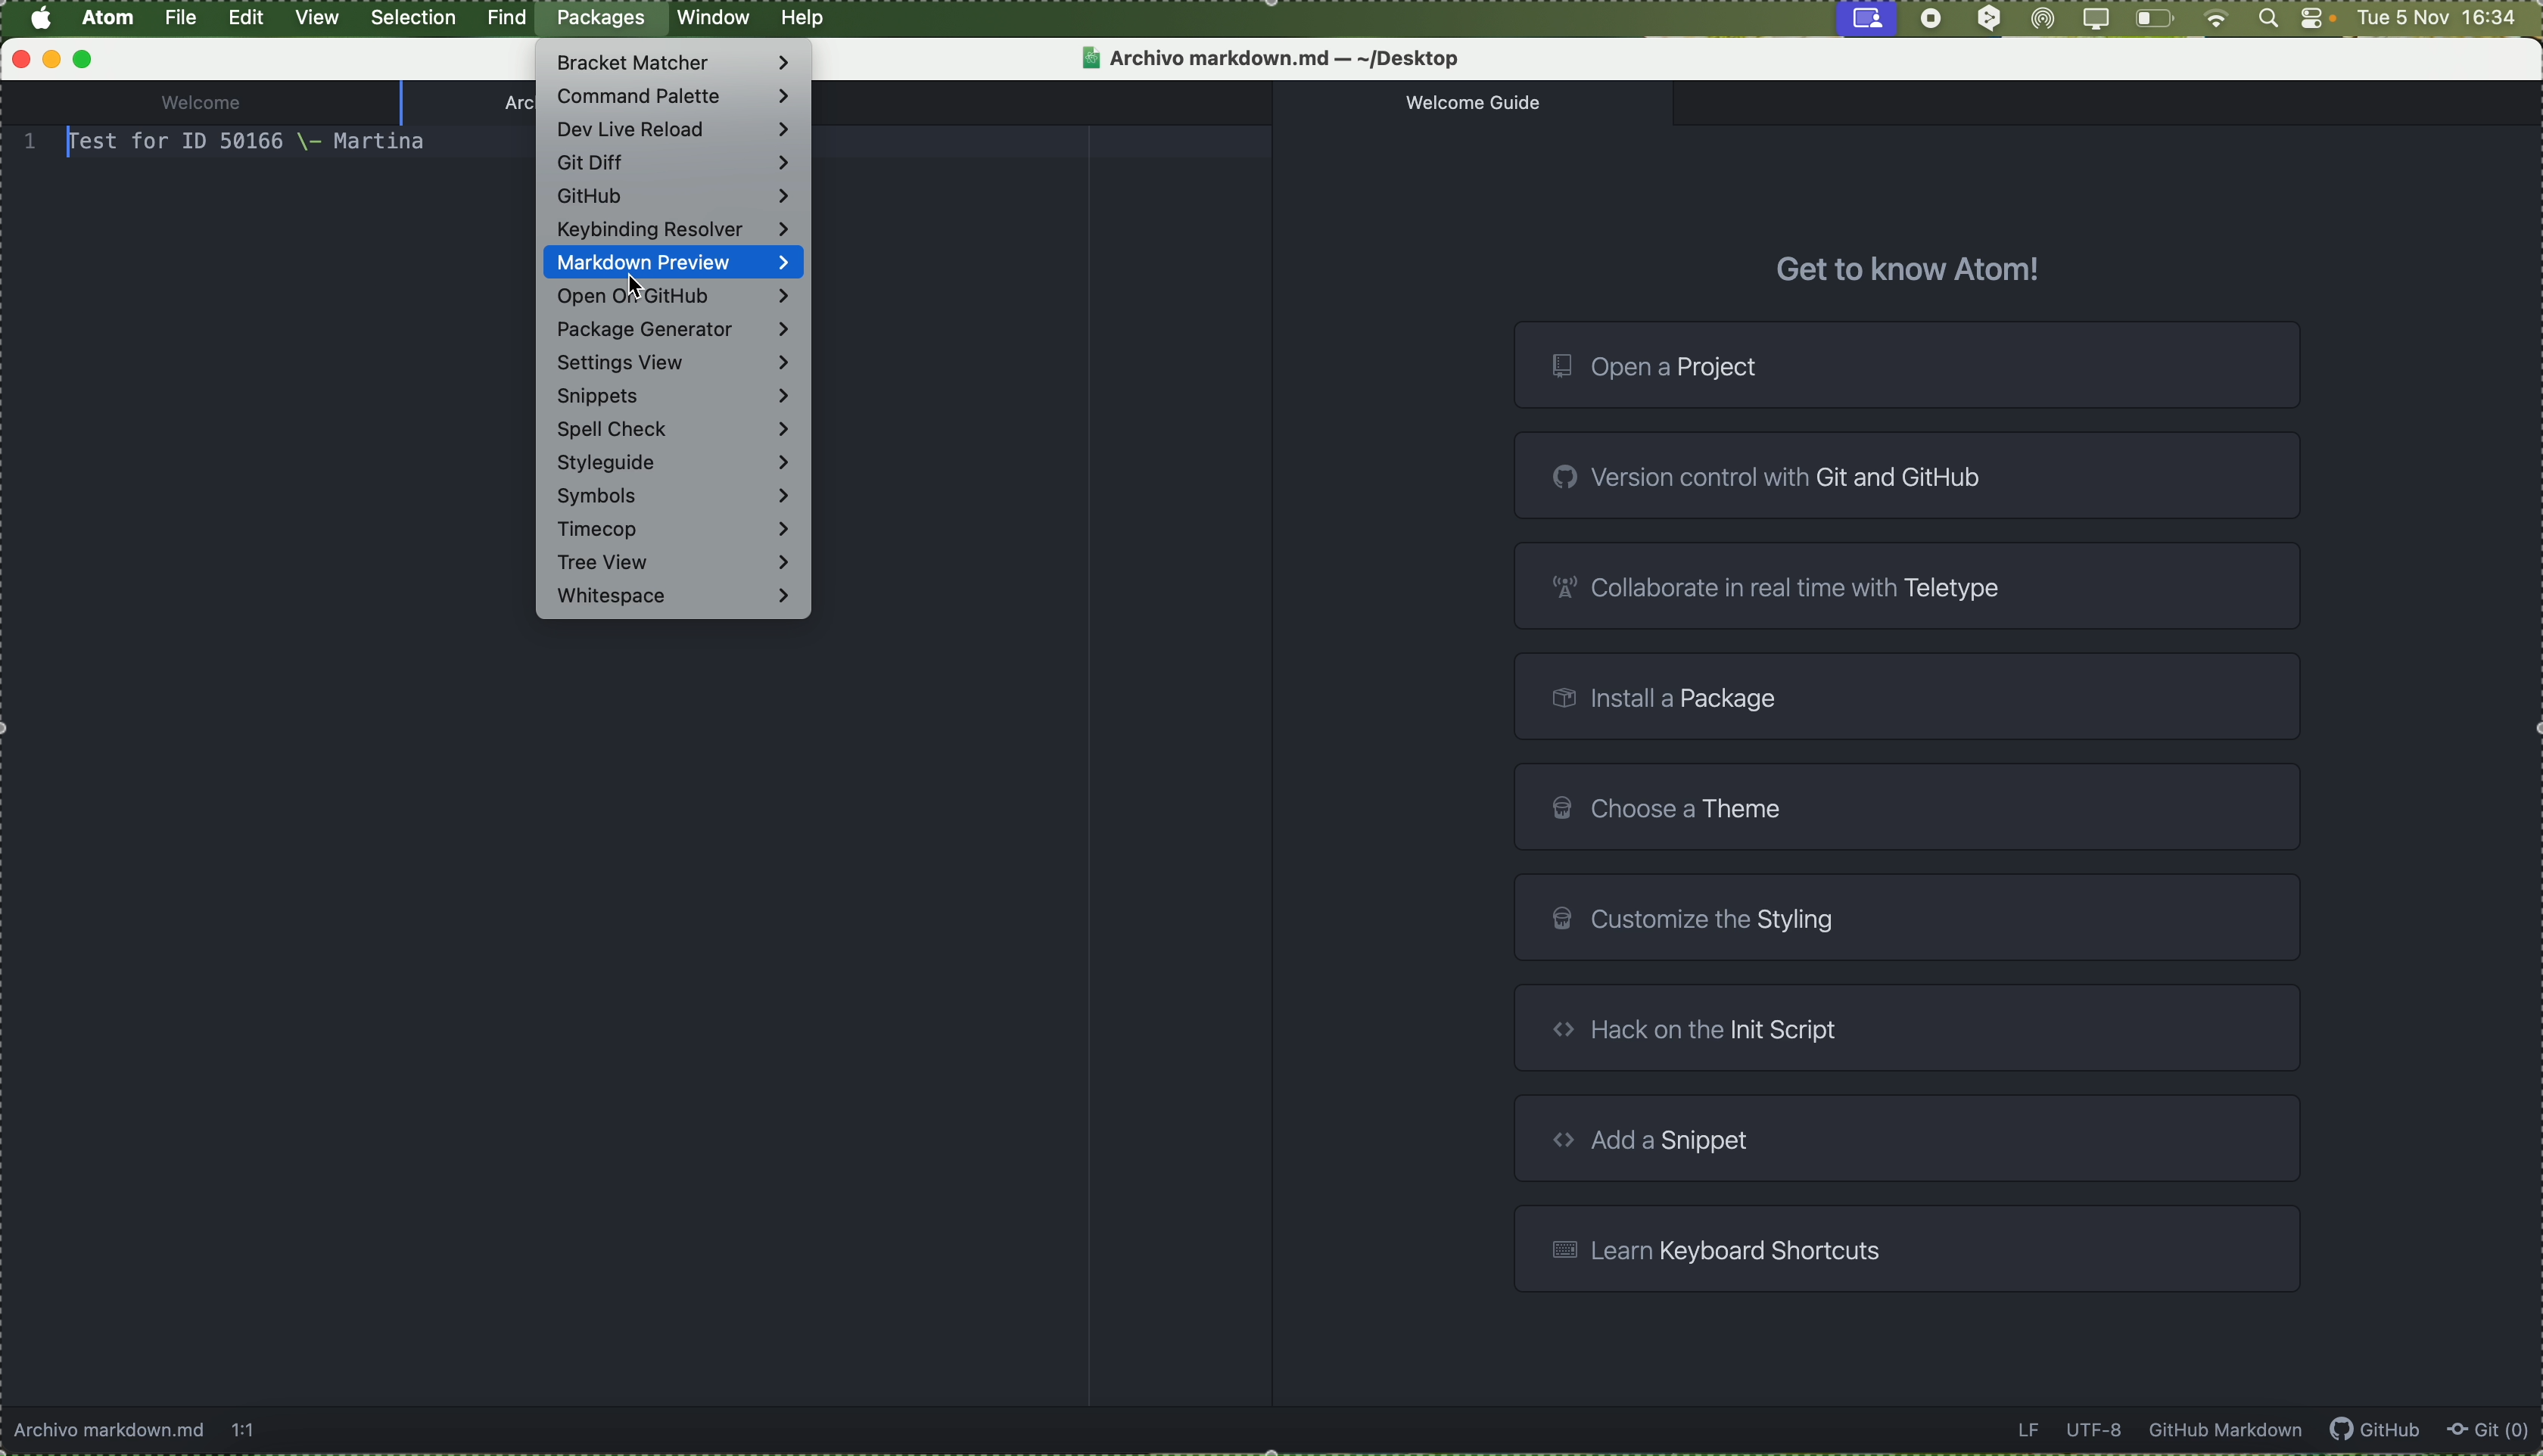 Atom File Edit View Selection Find Packages Window Help Tue 5 Nov 16:34
Archivo markdown.md — ~/Desktop
Welcome Arc Welcome Guide
1 Test for ID 50166 \- Martina
Bracket Matcher
Command Palette
Dev Live Reload
Git Diff
GitHub
Keybinding Resolver
Markdown Preview
Open On GitHub
Package Generator
Settings View
Snippets
Spell Check
Styleguide
Symbols
Timecop
Tree View
Whitespace
Get to know Atom!
Open a Project
Version control with Git and GitHub
Collaborate in real time with Teletype
Install a Package
Choose a Theme
Customize the Styling
Hack on the Init Script
Add a Snippet
Learn Keyboard Shortcuts
Archivo markdown.md 1:1 LF UTF-8 GitHub Markdown GitHub Git (0)